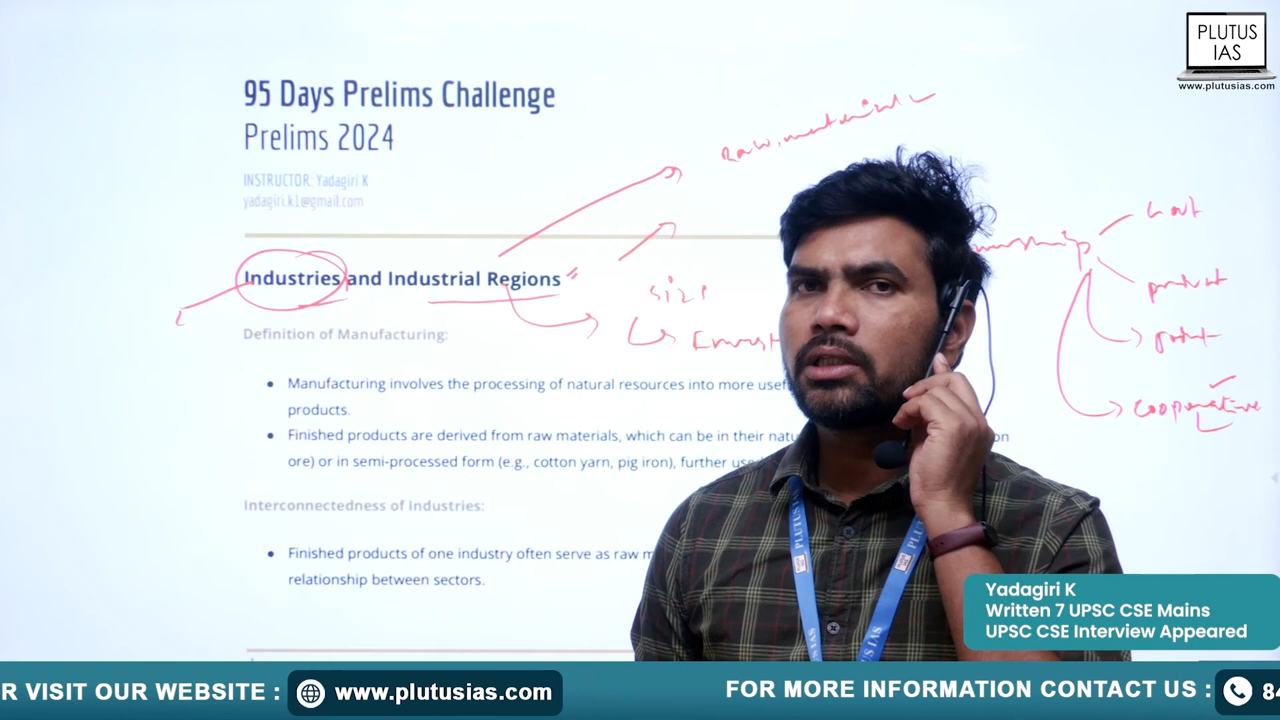 PLUTUS
IAS
www.plutusias.com
95 Days Prelims Challenge
Prelims 2024
INSTRUCTOR: Yadagiri K
yadagiri.k1@gmail.com
Raw materials
Industries and Industrial Regions
size
cooperative
Definition of Manufacturing:
Manufacturing involves the processing of natural resources into more
products.
Finished products are derived from raw materials, which can be in their
ore) or in semi-processed form (e.g., cotton yarn, pig iron), further
Interconnectedness of Industries:
Finished products of one industry often serve as raw
relationship between sectors.
PLUTUS IAS
Yadagiri K
Written 7 UPSC CSE Mains
UPSC CSE Interview Appeared
R VISIT OUR WEBSITE : www.plutusias.com FOR MORE INFORMATION CONTACT US : 84